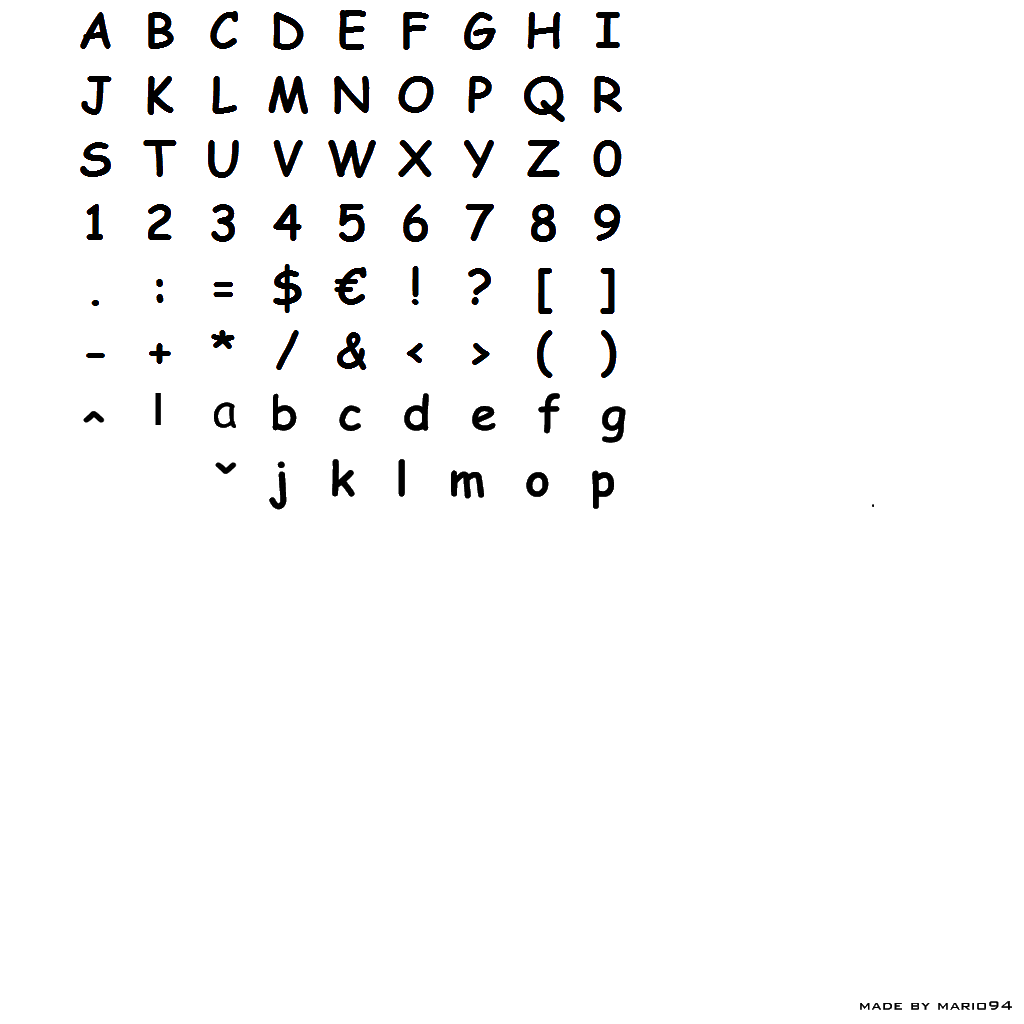 A B C D E F G H I
J K L M N O P Q R
S T U V W X Y Z 0
1 2 3 4 5 6 7 8 9
. : = $ € ! ? [ ]
- + * / & < > ( )
^ l a b c d e f g
ˇ j k l m o p
.
MADE BY MARIO94